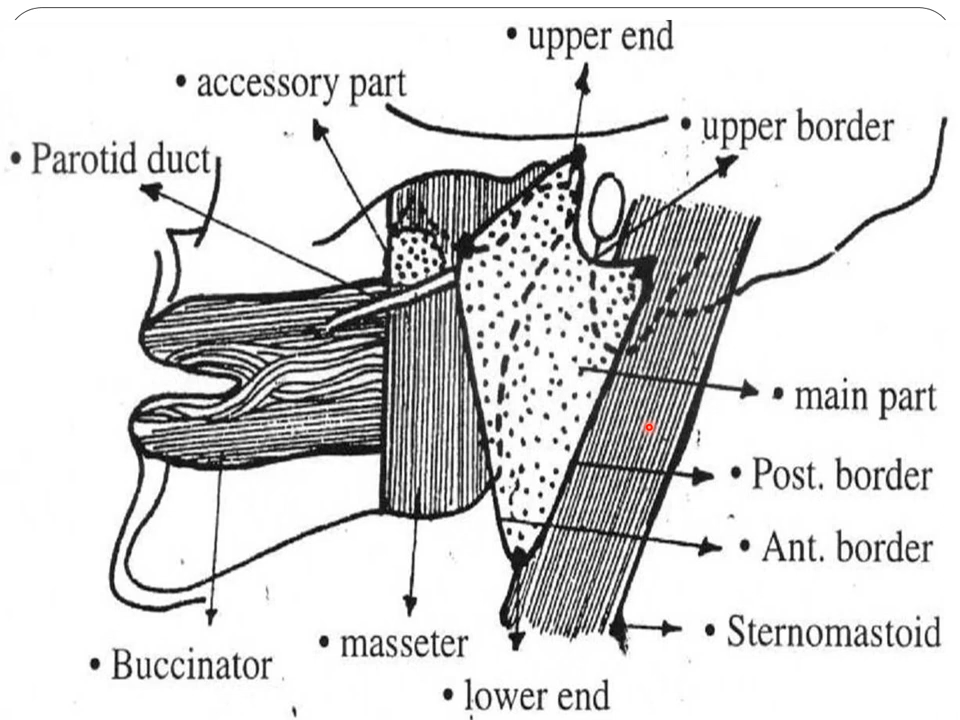 • upper end
• accessory part
• upper border
• Parotid duct
• main part
• Post. border
• Ant. border
• Sternomastoid
• masseter
• Buccinator
• lower end